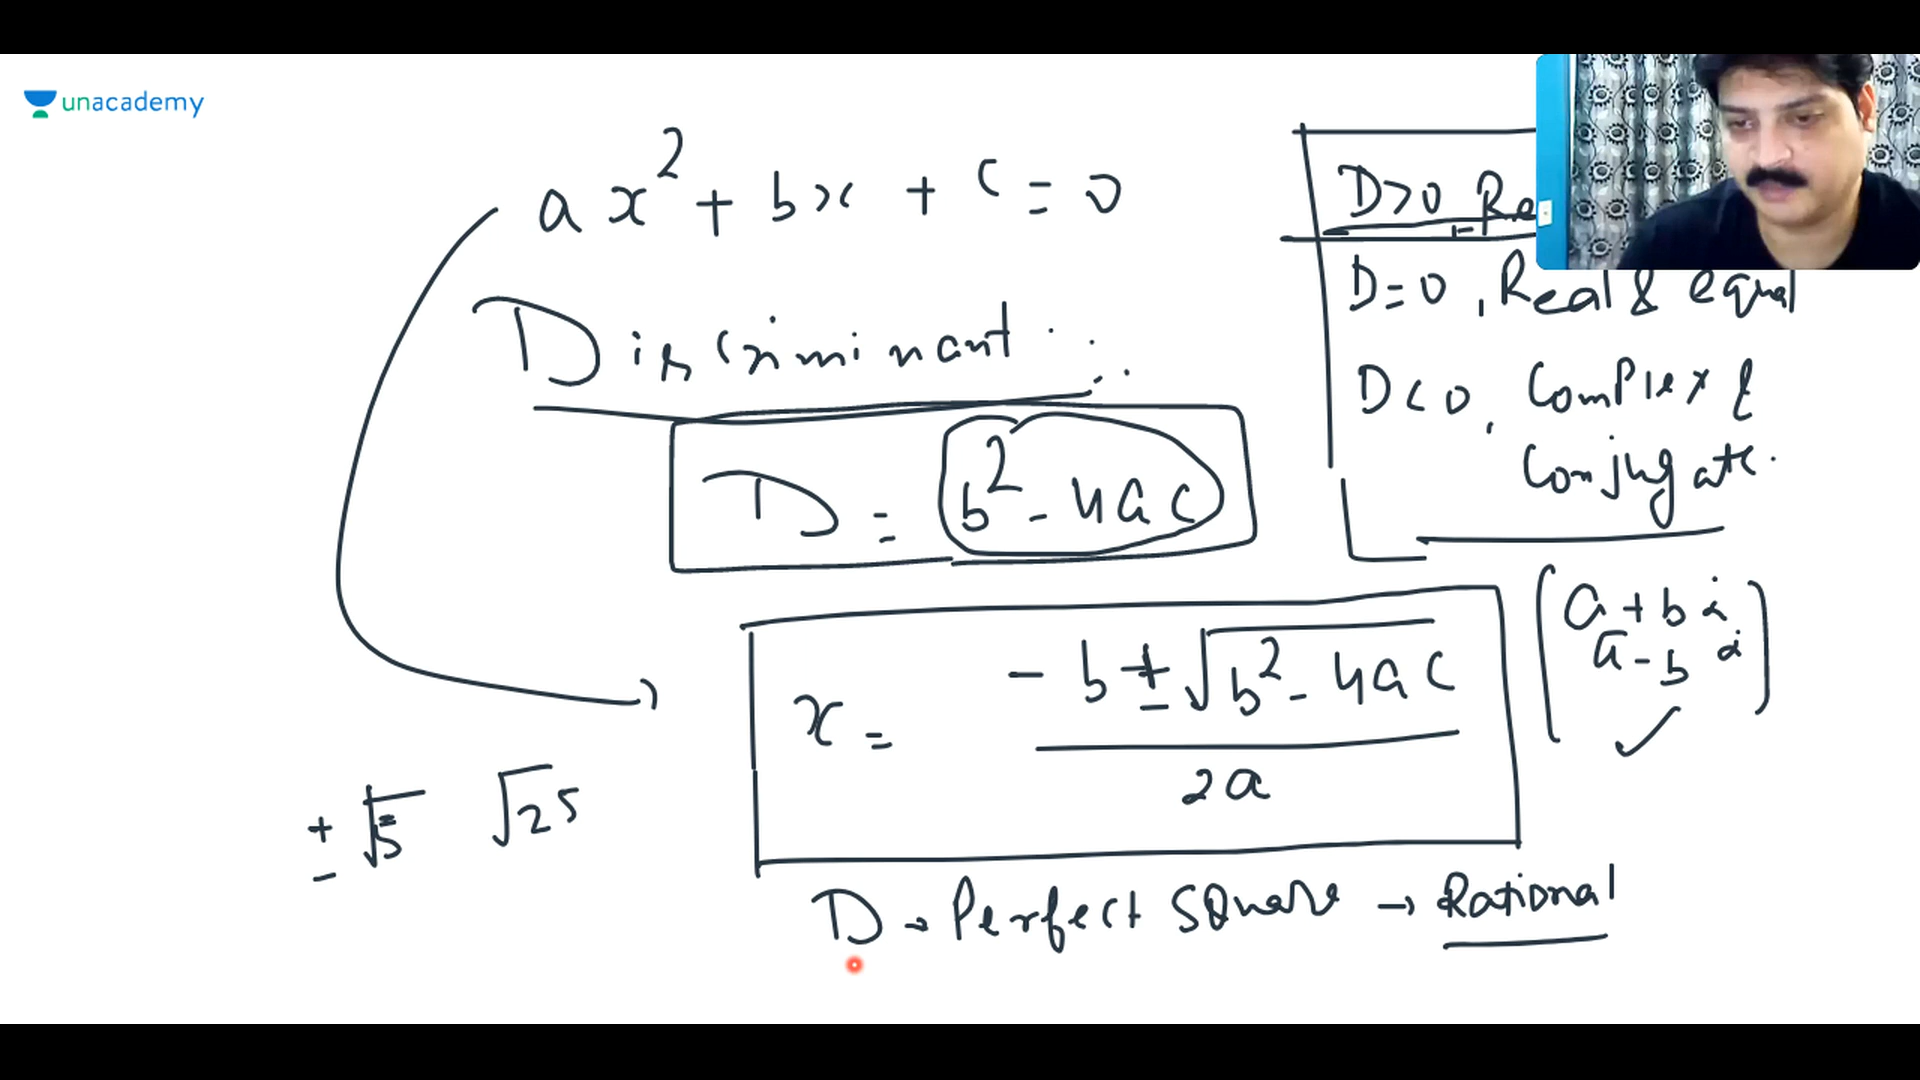 unacademy
ax² + bx + c = 0
Discriminant
D = b² - 4ac
x = -b ± √(b² - 4ac) / 2a
± √5 √25
D → Perfect Square → Rational
D>0 Re
D=0, Real & equal
D<0, Complex &
Conjugate.
a + bi
a - bi